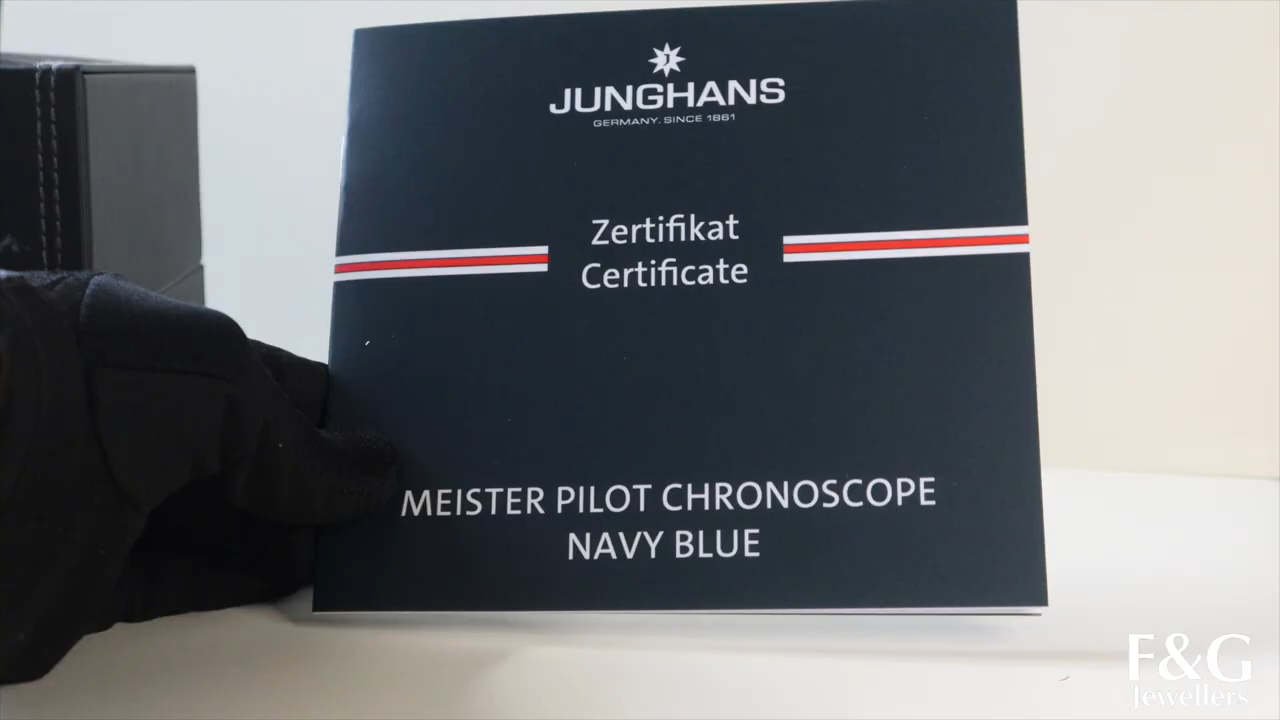 JUNGHANS
GERMANY. SINCE 1861
Zertifikat
Certificate
MEISTER PILOT CHRONOSCOPE
NAVY BLUE
F&G
Jewellers